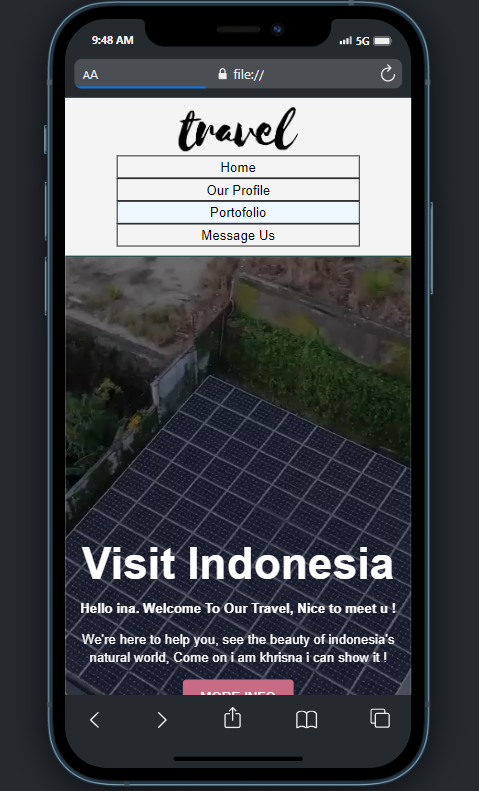 9:48 AM
5G
AA
file://
travel
Home
Our Profile
Portofolio
Message Us
Visit Indonesia
Hello ina. Welcome To Our Travel, Nice to meet u !
We're here to help you, see the beauty of indonesia's
natural world, Come on i am khrisna i can show it !
MORE INFO